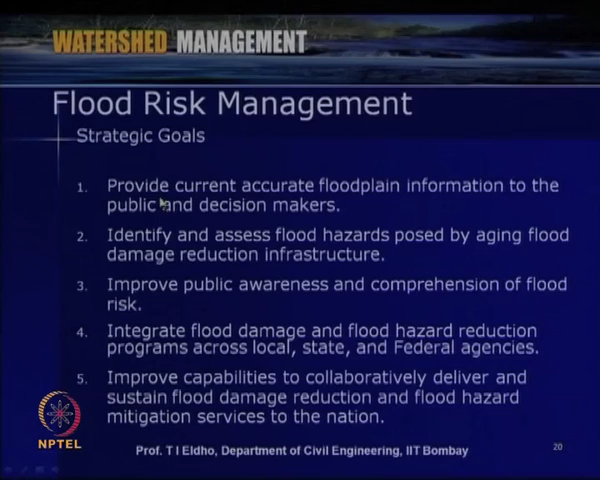 WATERSHED MANAGEMENT
Flood Risk Management
Strategic Goals
1. Provide current accurate floodplain information to the
public and decision makers.
2. Identify and assess flood hazards posed by aging flood
damage reduction infrastructure.
3. Improve public awareness and comprehension of flood
risk.
4. Integrate flood damage and flood hazard reduction
programs across local, state, and Federal agencies.
5. Improve capabilities to collaboratively deliver and
sustain flood damage reduction and flood hazard
mitigation services to the nation.
NPTEL
Prof. T I Eldho, Department of Civil Engineering, IIT Bombay
20